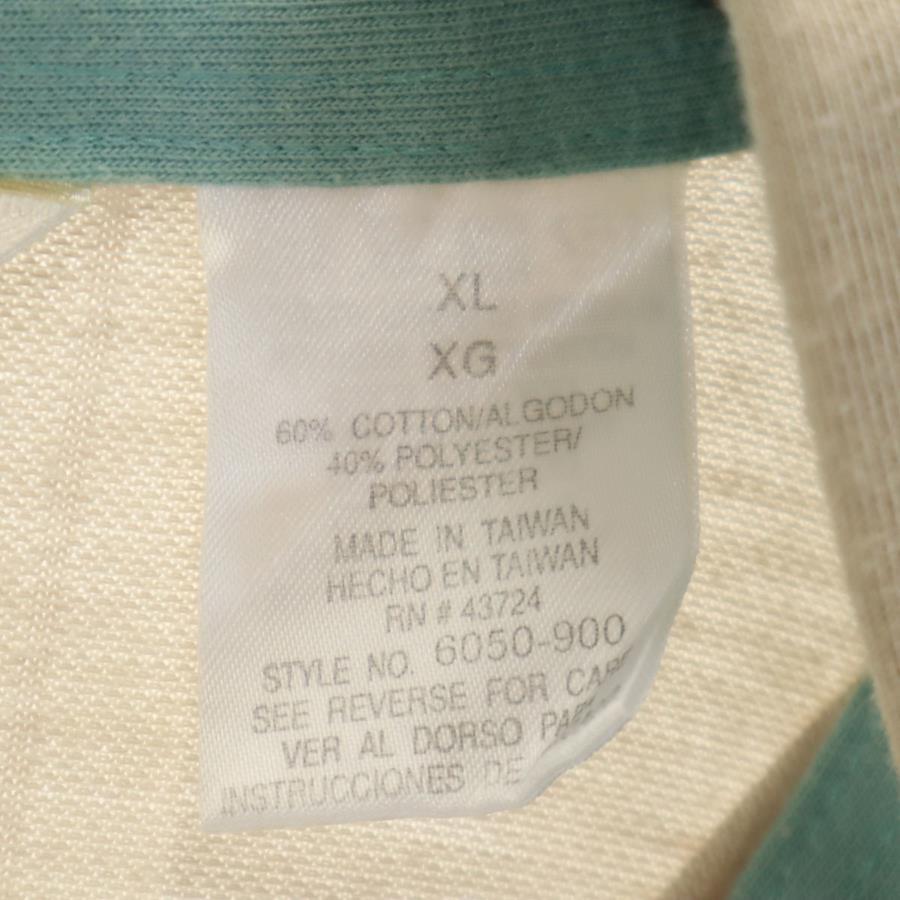 XL
XG
60% COTTON/ALGODON
40% POLYESTER/
POLIESTER
MADE IN TAIWAN
HECHO EN TAIWAN
RN # 43724
STYLE NO. 6050-900
SEE REVERSE FOR CARE
VER AL DORSO
INSTRUCCIONES DE